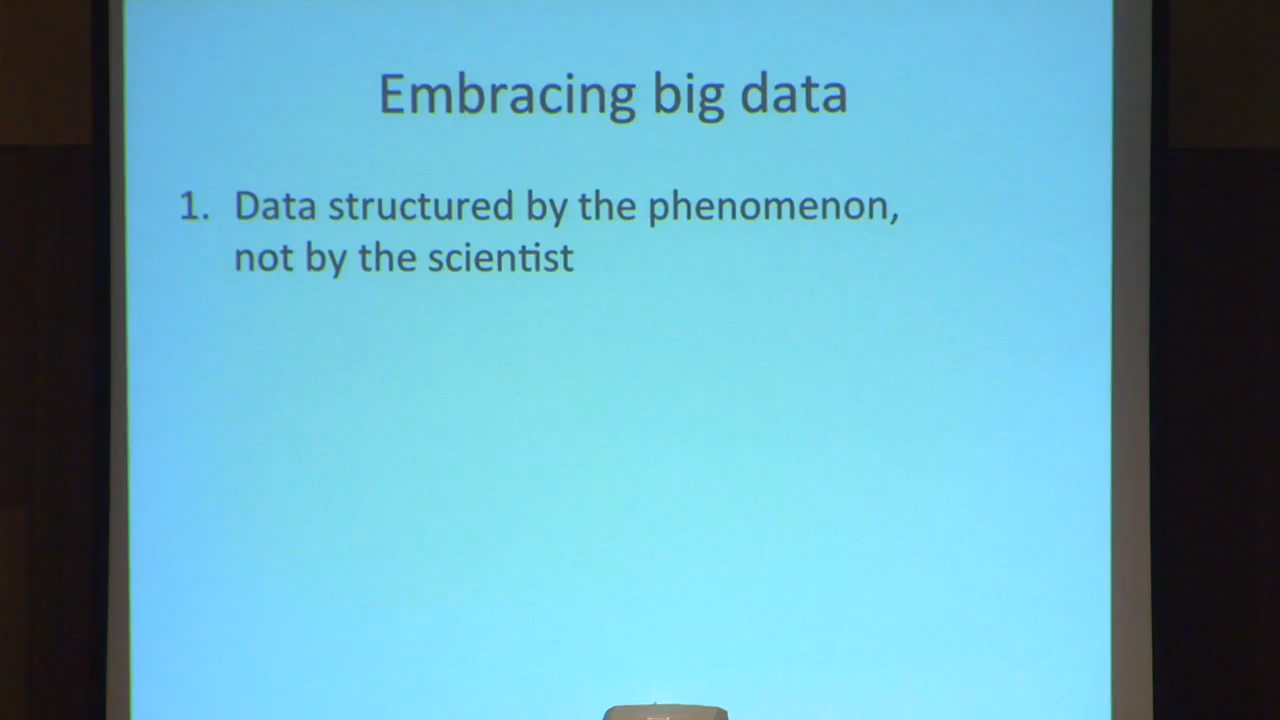 Embracing big data
1. Data structured by the phenomenon,
not by the scientist